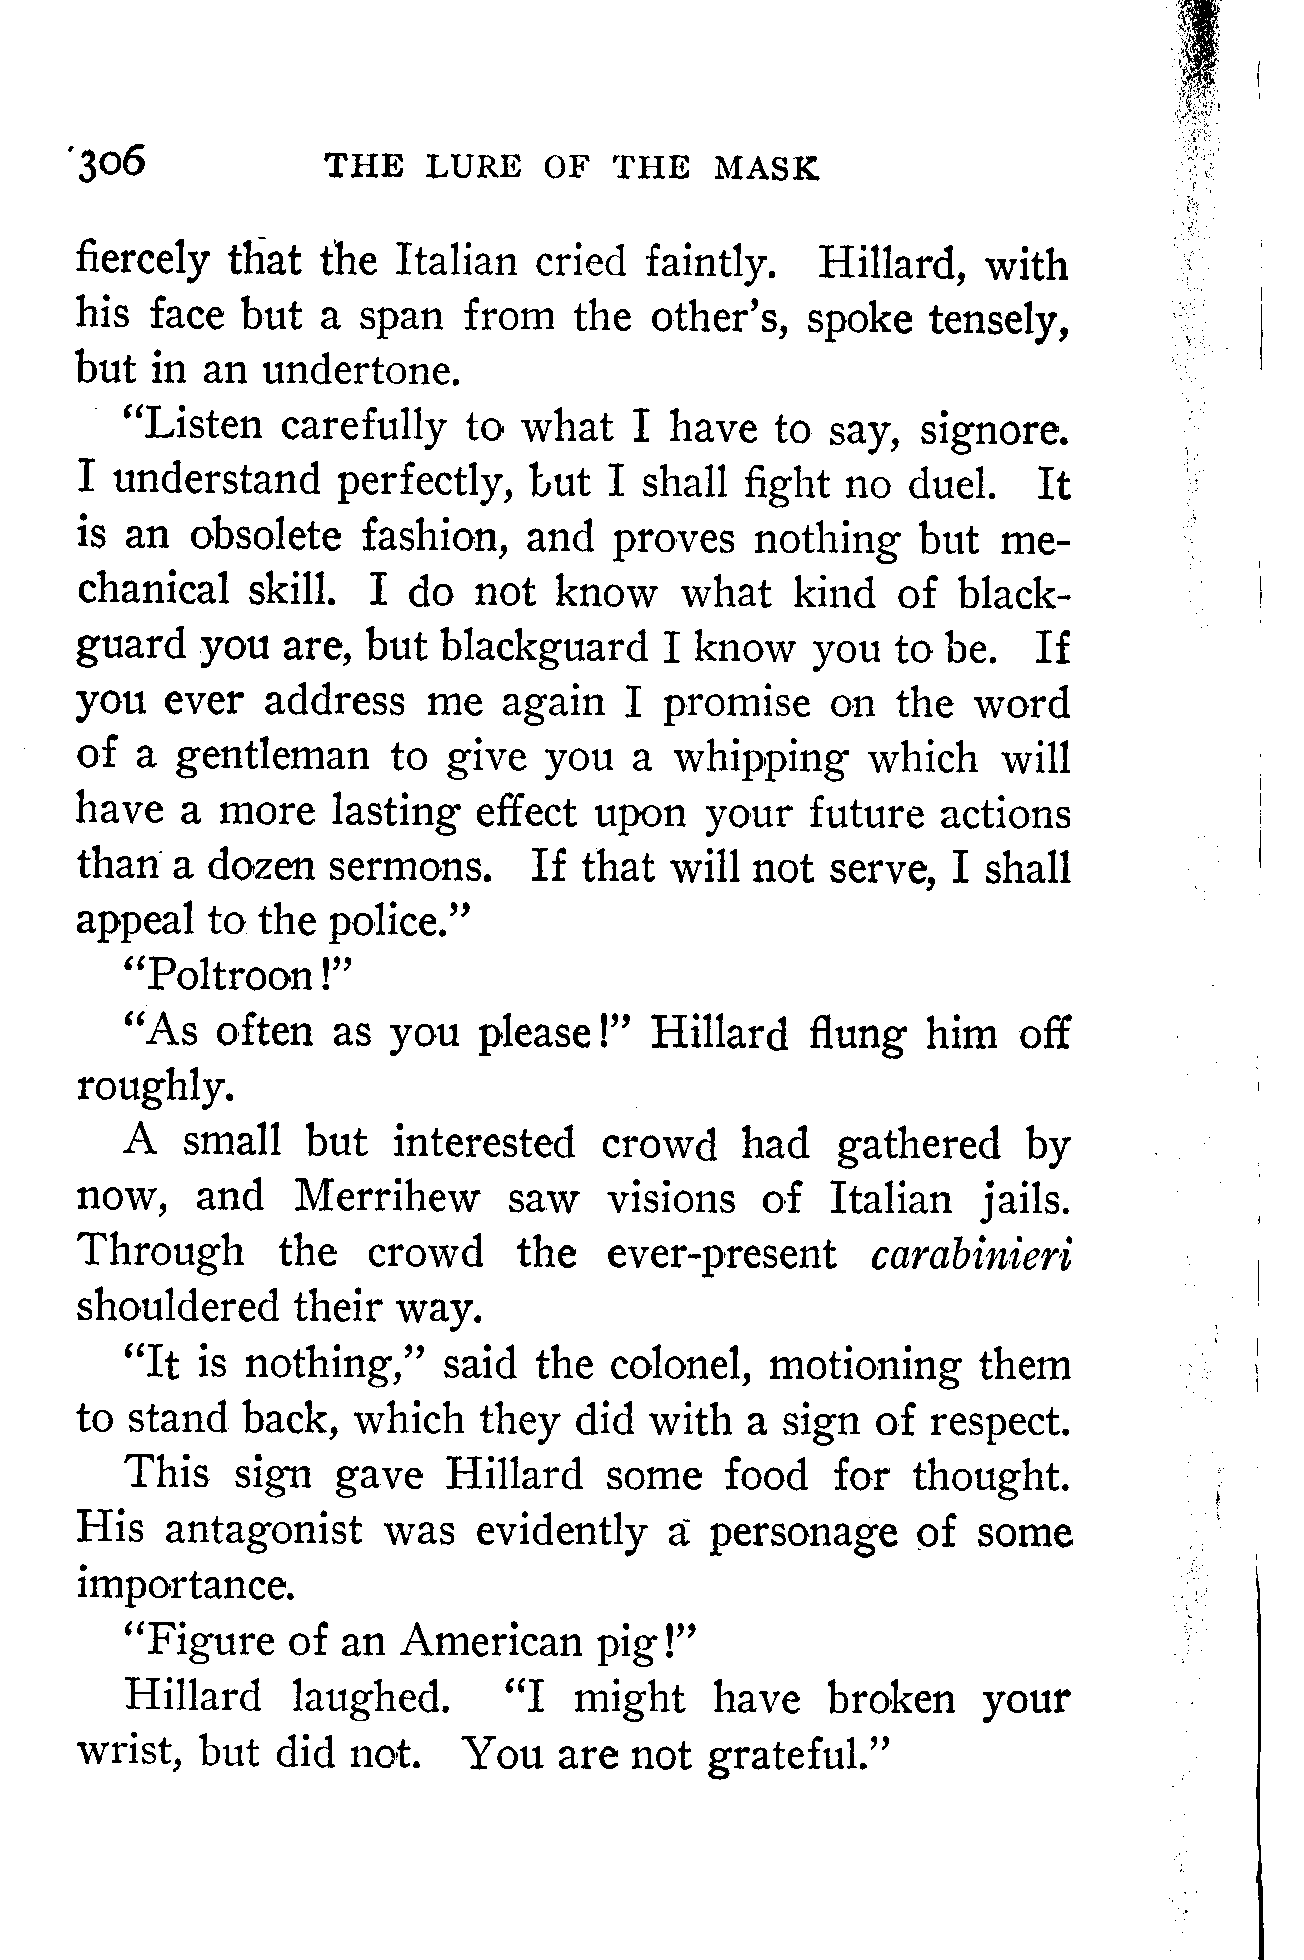 306 THE LURE OF THE MASK
fiercely that the Italian cried faintly. Hillard, with
his face but a span from the other's, spoke tensely,
but in an undertone.
“Listen carefully to what I have to say, signore.
I understand perfectly, but I shall fight no duel. It
is an obsolete fashion, and proves nothing but me-
chanical skill. I do not know what kind of black-
guard you are, but blackguard I know you to be. If
you ever address me again I promise on the word
of a gentleman to give you a whipping which will
have a more lasting effect upon your future actions
than a dozen sermons. If that will not serve, I shall
appeal to the police.”
“Poltroon!”
“As often as you please!” Hillard flung him off
roughly.
A small but interested crowd had gathered by
now, and Merrihew saw visions of Italian jails.
Through the crowd the ever-present carabinieri
shouldered their way.
“It is nothing,” said the colonel, motioning them
to stand back, which they did with a sign of respect.
This sign gave Hillard some food for thought.
His antagonist was evidently a personage of some
importance.
“Figure of an American pig!”
Hillard laughed. “I might have broken your
wrist, but did not. You are not grateful.”